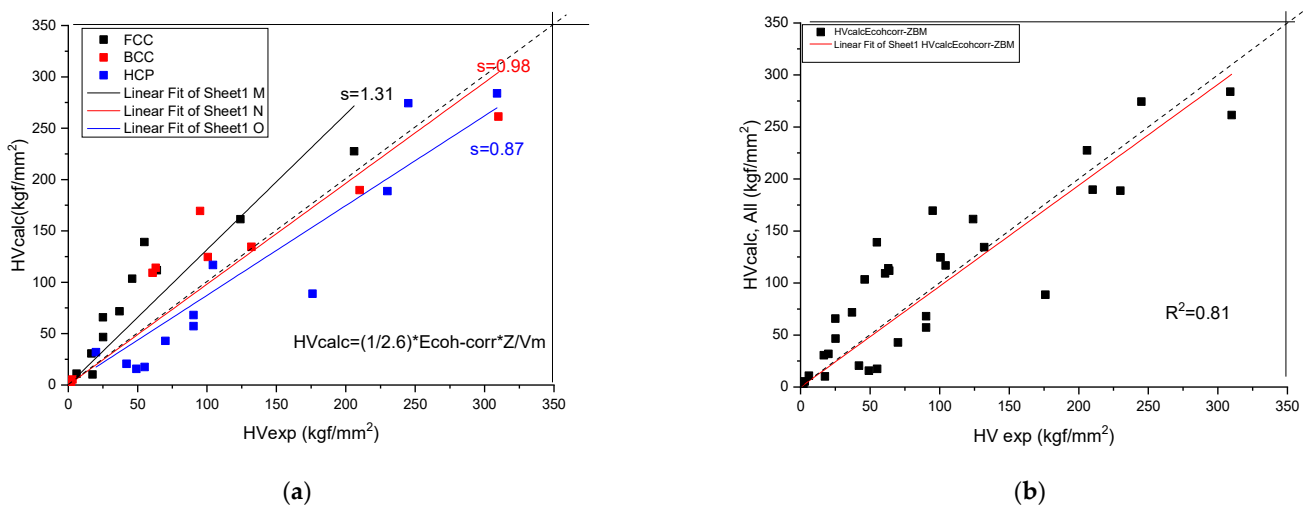 350
300
250
200
150
100
50
0
HVcalc(kgf/mm²)
FCC
BCC
HCP
Linear Fit of Sheet1 M
Linear Fit of Sheet1 N
Linear Fit of Sheet1 O
s=1.31
s=0.98
s=0.87
HVcalc=(1/2.6)*Ecoh-corr*Z/Vm
0 50 100 150 200 250 300 350
HVexp (kgf/mm²)
(a)
350
300
250
200
150
100
50
0
HVcalc, All (kgf/mm²)
HVcalcEcohcorr-ZBM
Linear Fit of Sheet1 HVcalcEcohcorr-ZBM
R²=0.81
0 50 100 150 200 250 300 350
HV exp (kgf/mm²)
(b)